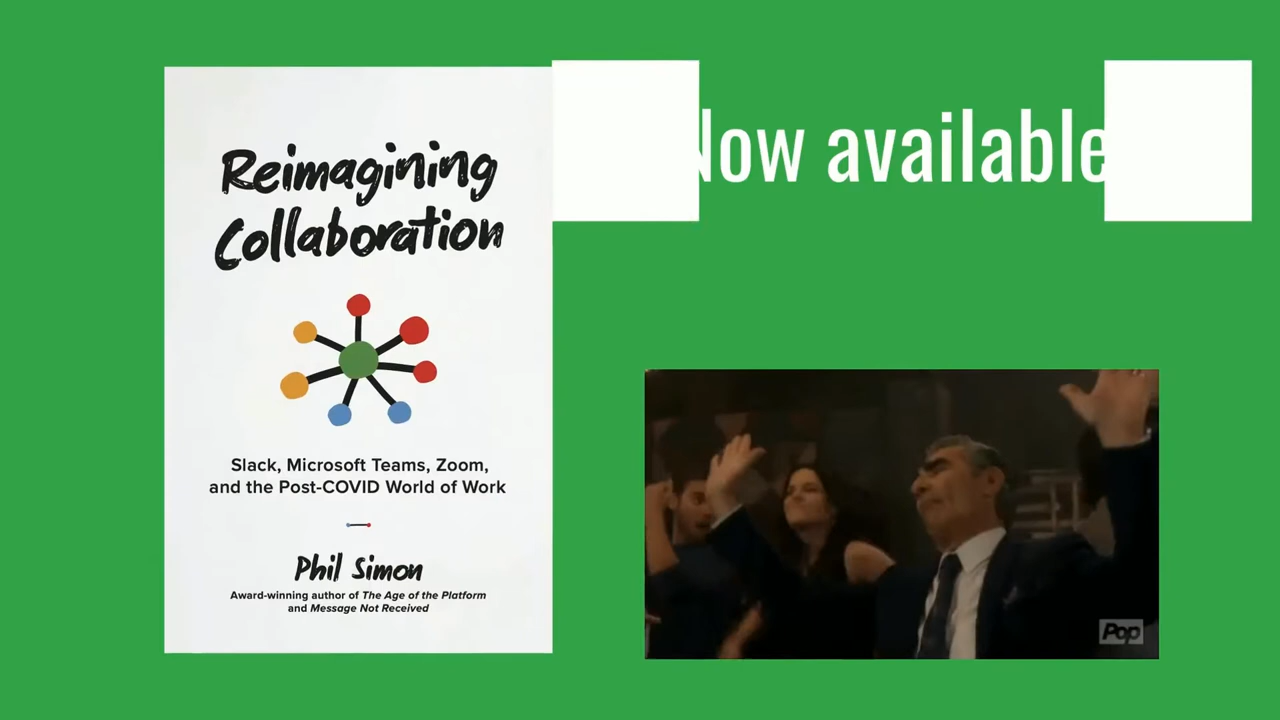 Reimagining
Collaboration
Slack, Microsoft Teams, Zoom,
and the Post-COVID World of Work
Phil Simon
Award-winning author of The Age of the Platform
and Message Not Received
Now available
Pop